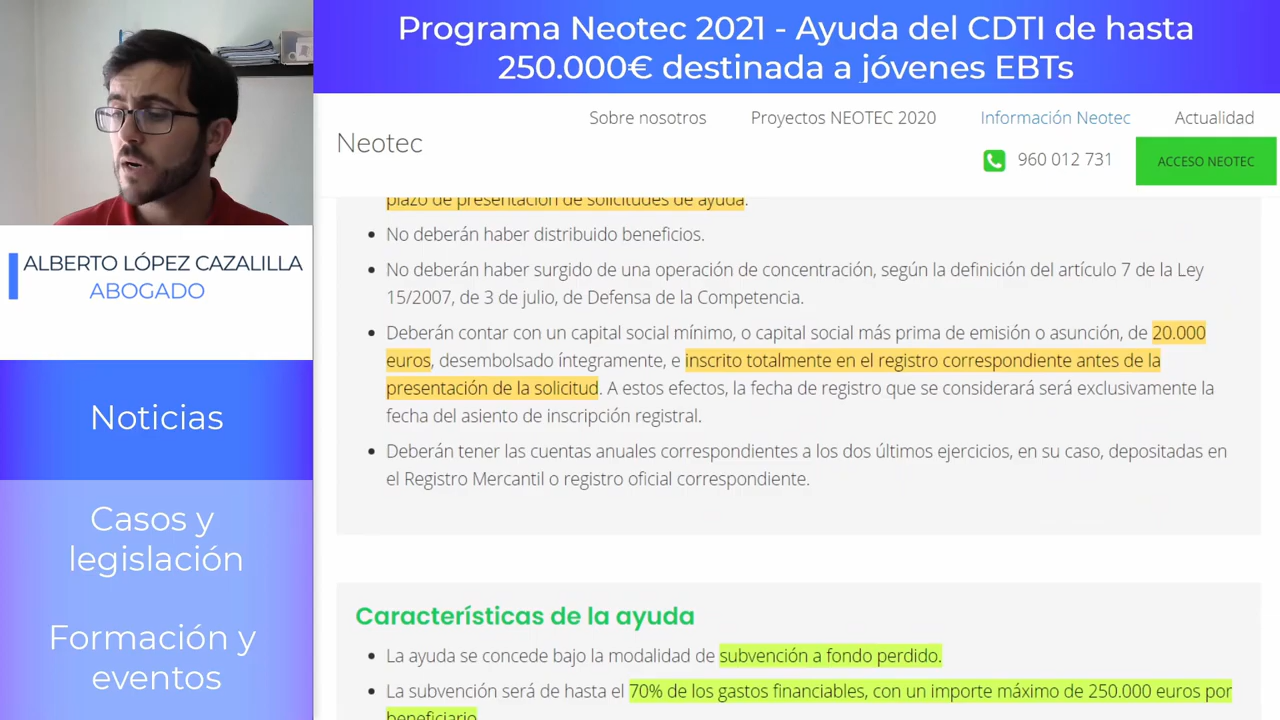 Programa Neotec 2021 - Ayuda del CDTI de hasta
250.000€ destinada a jóvenes EBTs
Sobre nosotros
Proyectos NEOTEC 2020
Información Neotec
Actualidad
Neotec
960 012 731
ACCESO NEOTEC
ALBERTO LÓPEZ CAZALILLA
ABOGADO
Noticias
Casos y
legislación
Formación y
eventos
plazo de presentación de solicitudes de ayuda.
No deberán haber distribuido beneficios.
No deberán haber surgido de una operación de concentración, según la definición del artículo 7 de la Ley
15/2007, de 3 de julio, de Defensa de la Competencia.
Deberán contar con un capital social mínimo, o capital social más prima de emisión o asunción, de 20.000
euros, desembolsado íntegramente, e inscrito totalmente en el registro correspondiente antes de la
presentación de la solicitud. A estos efectos, la fecha de registro que se considerará será exclusivamente la
fecha del asiento de inscripción registral.
Deberán tener las cuentas anuales correspondientes a los dos últimos ejercicios, en su caso, depositadas en
el Registro Mercantil o registro oficial correspondiente.
Características de la ayuda
La ayuda se concede bajo la modalidad de subvención a fondo perdido.
La subvención será de hasta el 70% de los gastos financiables, con un importe máximo de 250.000 euros por
beneficiario